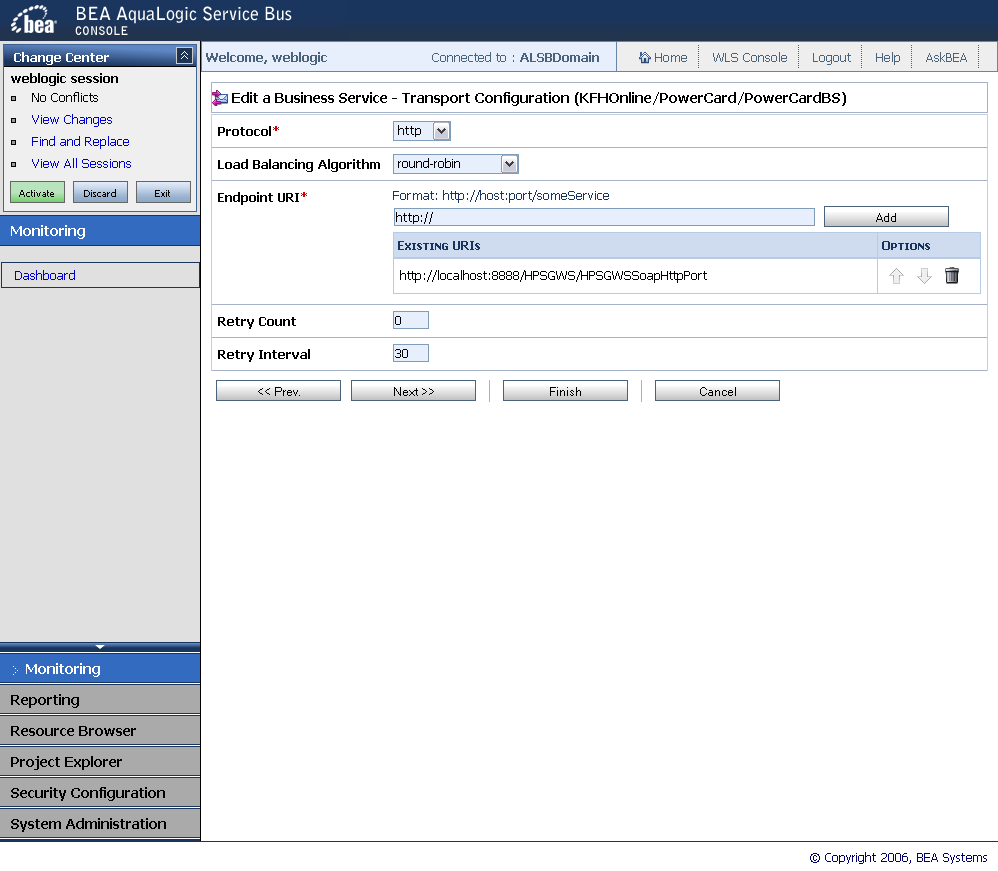 bea
BEA AquaLogic Service Bus
CONSOLE
Change Center
weblogic session
No Conflicts
View Changes
Find and Replace
View All Sessions
Activate Discard Exit
Monitoring
Dashboard
Monitoring
Reporting
Resource Browser
Project Explorer
Security Configuration
System Administration
Welcome, weblogic Connected to : ALSBDomain Home WLS Console Logout Help AskBEA
Edit a Business Service - Transport Configuration (KFHOnline/PowerCard/PowerCardBS)
Protocol* http
Load Balancing Algorithm round-robin
Endpoint URI* Format: http://host:port/someService
http:// Add
EXISTING URIS OPTIONS
http://localhost:8888/HPSGWS/HPSGWSSoapHttpPort
Retry Count 0
Retry Interval 30
<< Prev. Next >> Finish Cancel
© Copyright 2006, BEA Systems